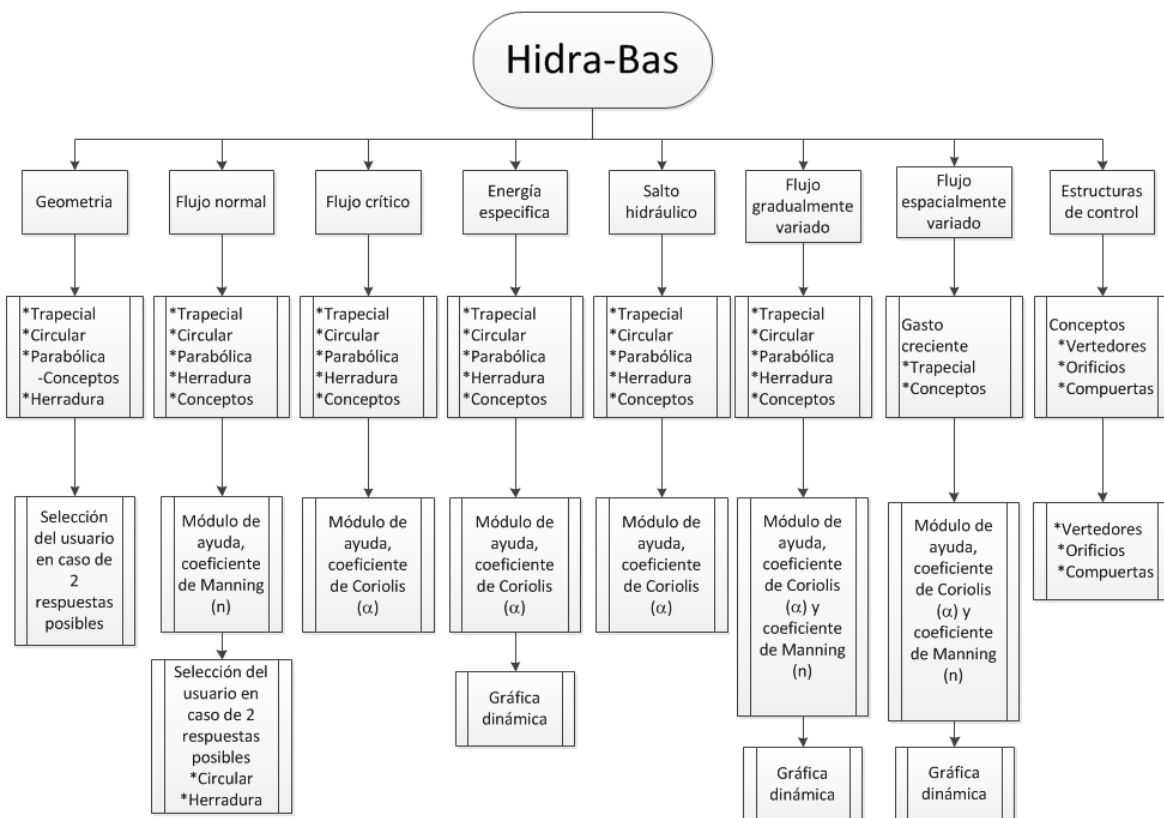 Hidra-Bas
Geometria
Flujo normal
Flujo crítico
Energía
especifica
Salto
hidráulico
Flujo
gradualmente
variado
Flujo
espacialmente
variado
Estructuras
de control
*Trapecial
*Circular
*Parabólica
-Conceptos
*Herradura
*Trapecial
*Circular
*Parabólica
*Herradura
*Conceptos
*Trapecial
*Circular
*Parabólica
*Herradura
*Conceptos
*Trapecial
*Circular
*Parabólica
*Herradura
*Conceptos
*Trapecial
*Circular
*Parabólica
*Herradura
*Conceptos
*Trapecial
*Circular
*Parabólica
*Herradura
*Conceptos
Gasto
creciente
*Trapecial
*Conceptos
Conceptos
*Vertedores
*Orificios
*Compuertas
Selección
del usuario
en caso de
2
respuestas
posibles
Módulo de
ayuda,
coeficiente
de Manning
(n)
Módulo de
ayuda,
coeficiente
de Coriolis
(α)
Módulo de
ayuda,
coeficiente
de Coriolis
(α)
Módulo de
ayuda,
coeficiente
de Coriolis
(α)
Módulo de
ayuda,
coeficiente
de Coriolis
(α) y
coeficiente
de Manning
(n)
Módulo de
ayuda,
coeficiente
de Coriolis
(α) y
coeficiente
de Manning
(n)
*Vertedores
*Orificios
*Compuertas
Selección del
usuario en
caso de 2
respuestas
posibles
*Circular
*Herradura
Gráfica
dinámica
Gráfica
dinámica
Gráfica
dinámica